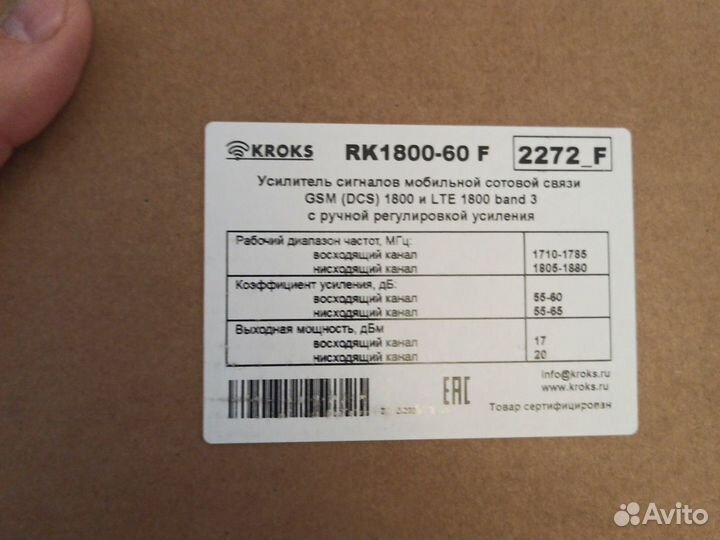 KROKS RK1800-60 F 2272_F
Усилитель сигналов мобильной сотовой связи
GSM (DCS) 1800 и LTE 1800 band 3
с ручной регулировкой усиления
Рабочий диапазон частот, МГц:
восходящий канал 1710-1785
нисходящий канал 1805-1880
Коэффициент усиления, дБ:
восходящий канал 55-60
нисходящий канал 55-65
Выходная мощность, дБм
восходящий канал 17
нисходящий канал 20
EAC
info@kroks.ru
www.kroks.ru
Товар сертифицирован
Avito